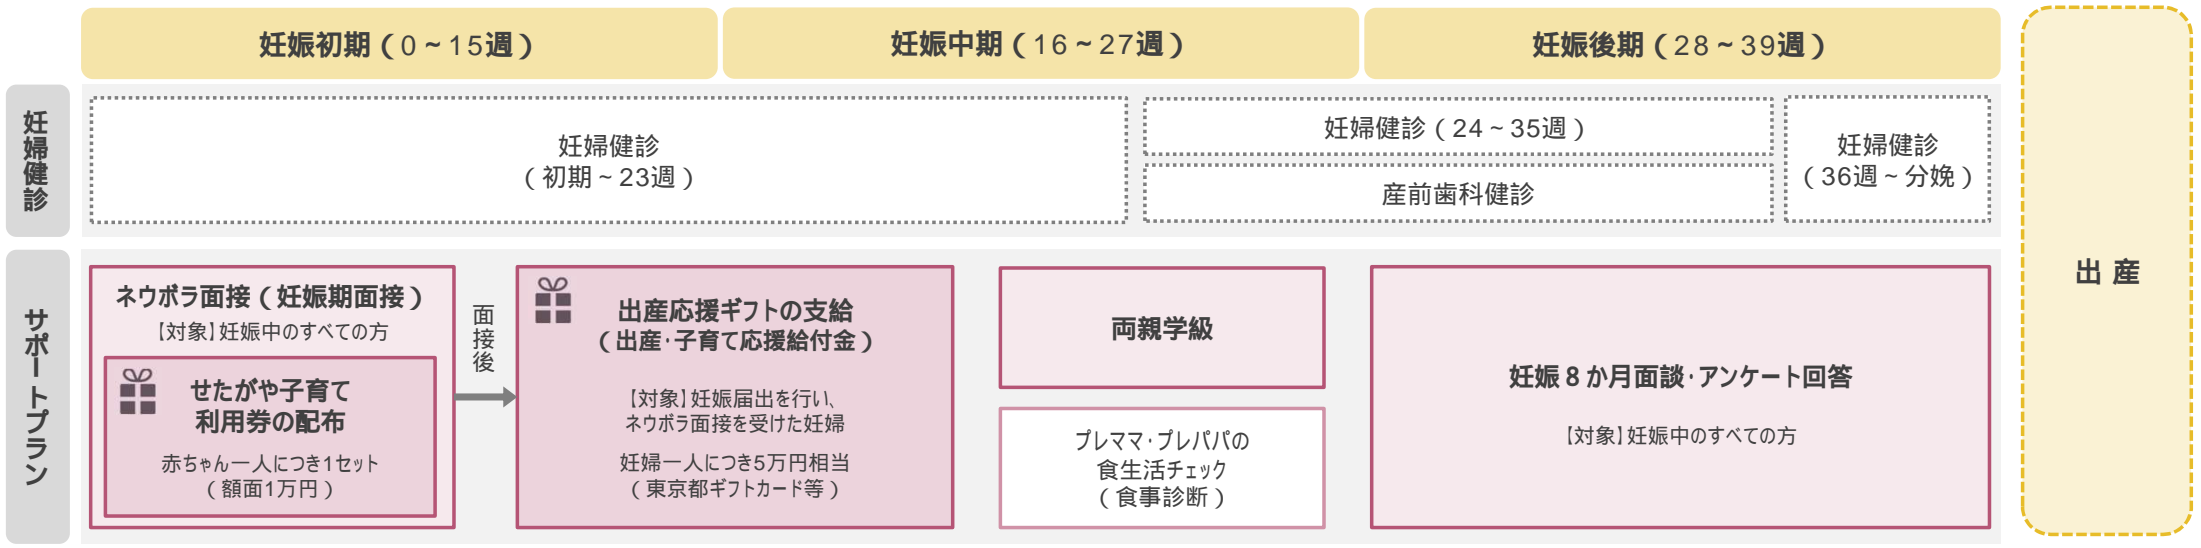 妊娠初期（0～15週）
妊娠中期（16～27週）
妊娠後期（28～39週）
出産
妊婦健診
妊婦健診
（初期～23週）
妊婦健診（24～35週）
産前歯科健診
妊婦健診
（36週～分娩）
サポートプラン
ネウボラ面接（妊娠期面接）
【対象】妊娠中のすべての方
せたがや子育て
利用券の配布
赤ちゃん一人につき1セット
（額面1万円）
面接後
出産応援ギフトの支給
（出産・子育て応援給付金）
【対象】妊娠届出を行い、
ネウボラ面接を受けた妊婦
妊婦一人につき5万円相当
（東京都ギフトカード等）
両親学級
プレママ・プレパパの
食生活チェック
（食事診断）
妊娠8か月面談・アンケート回答
【対象】妊娠中のすべての方